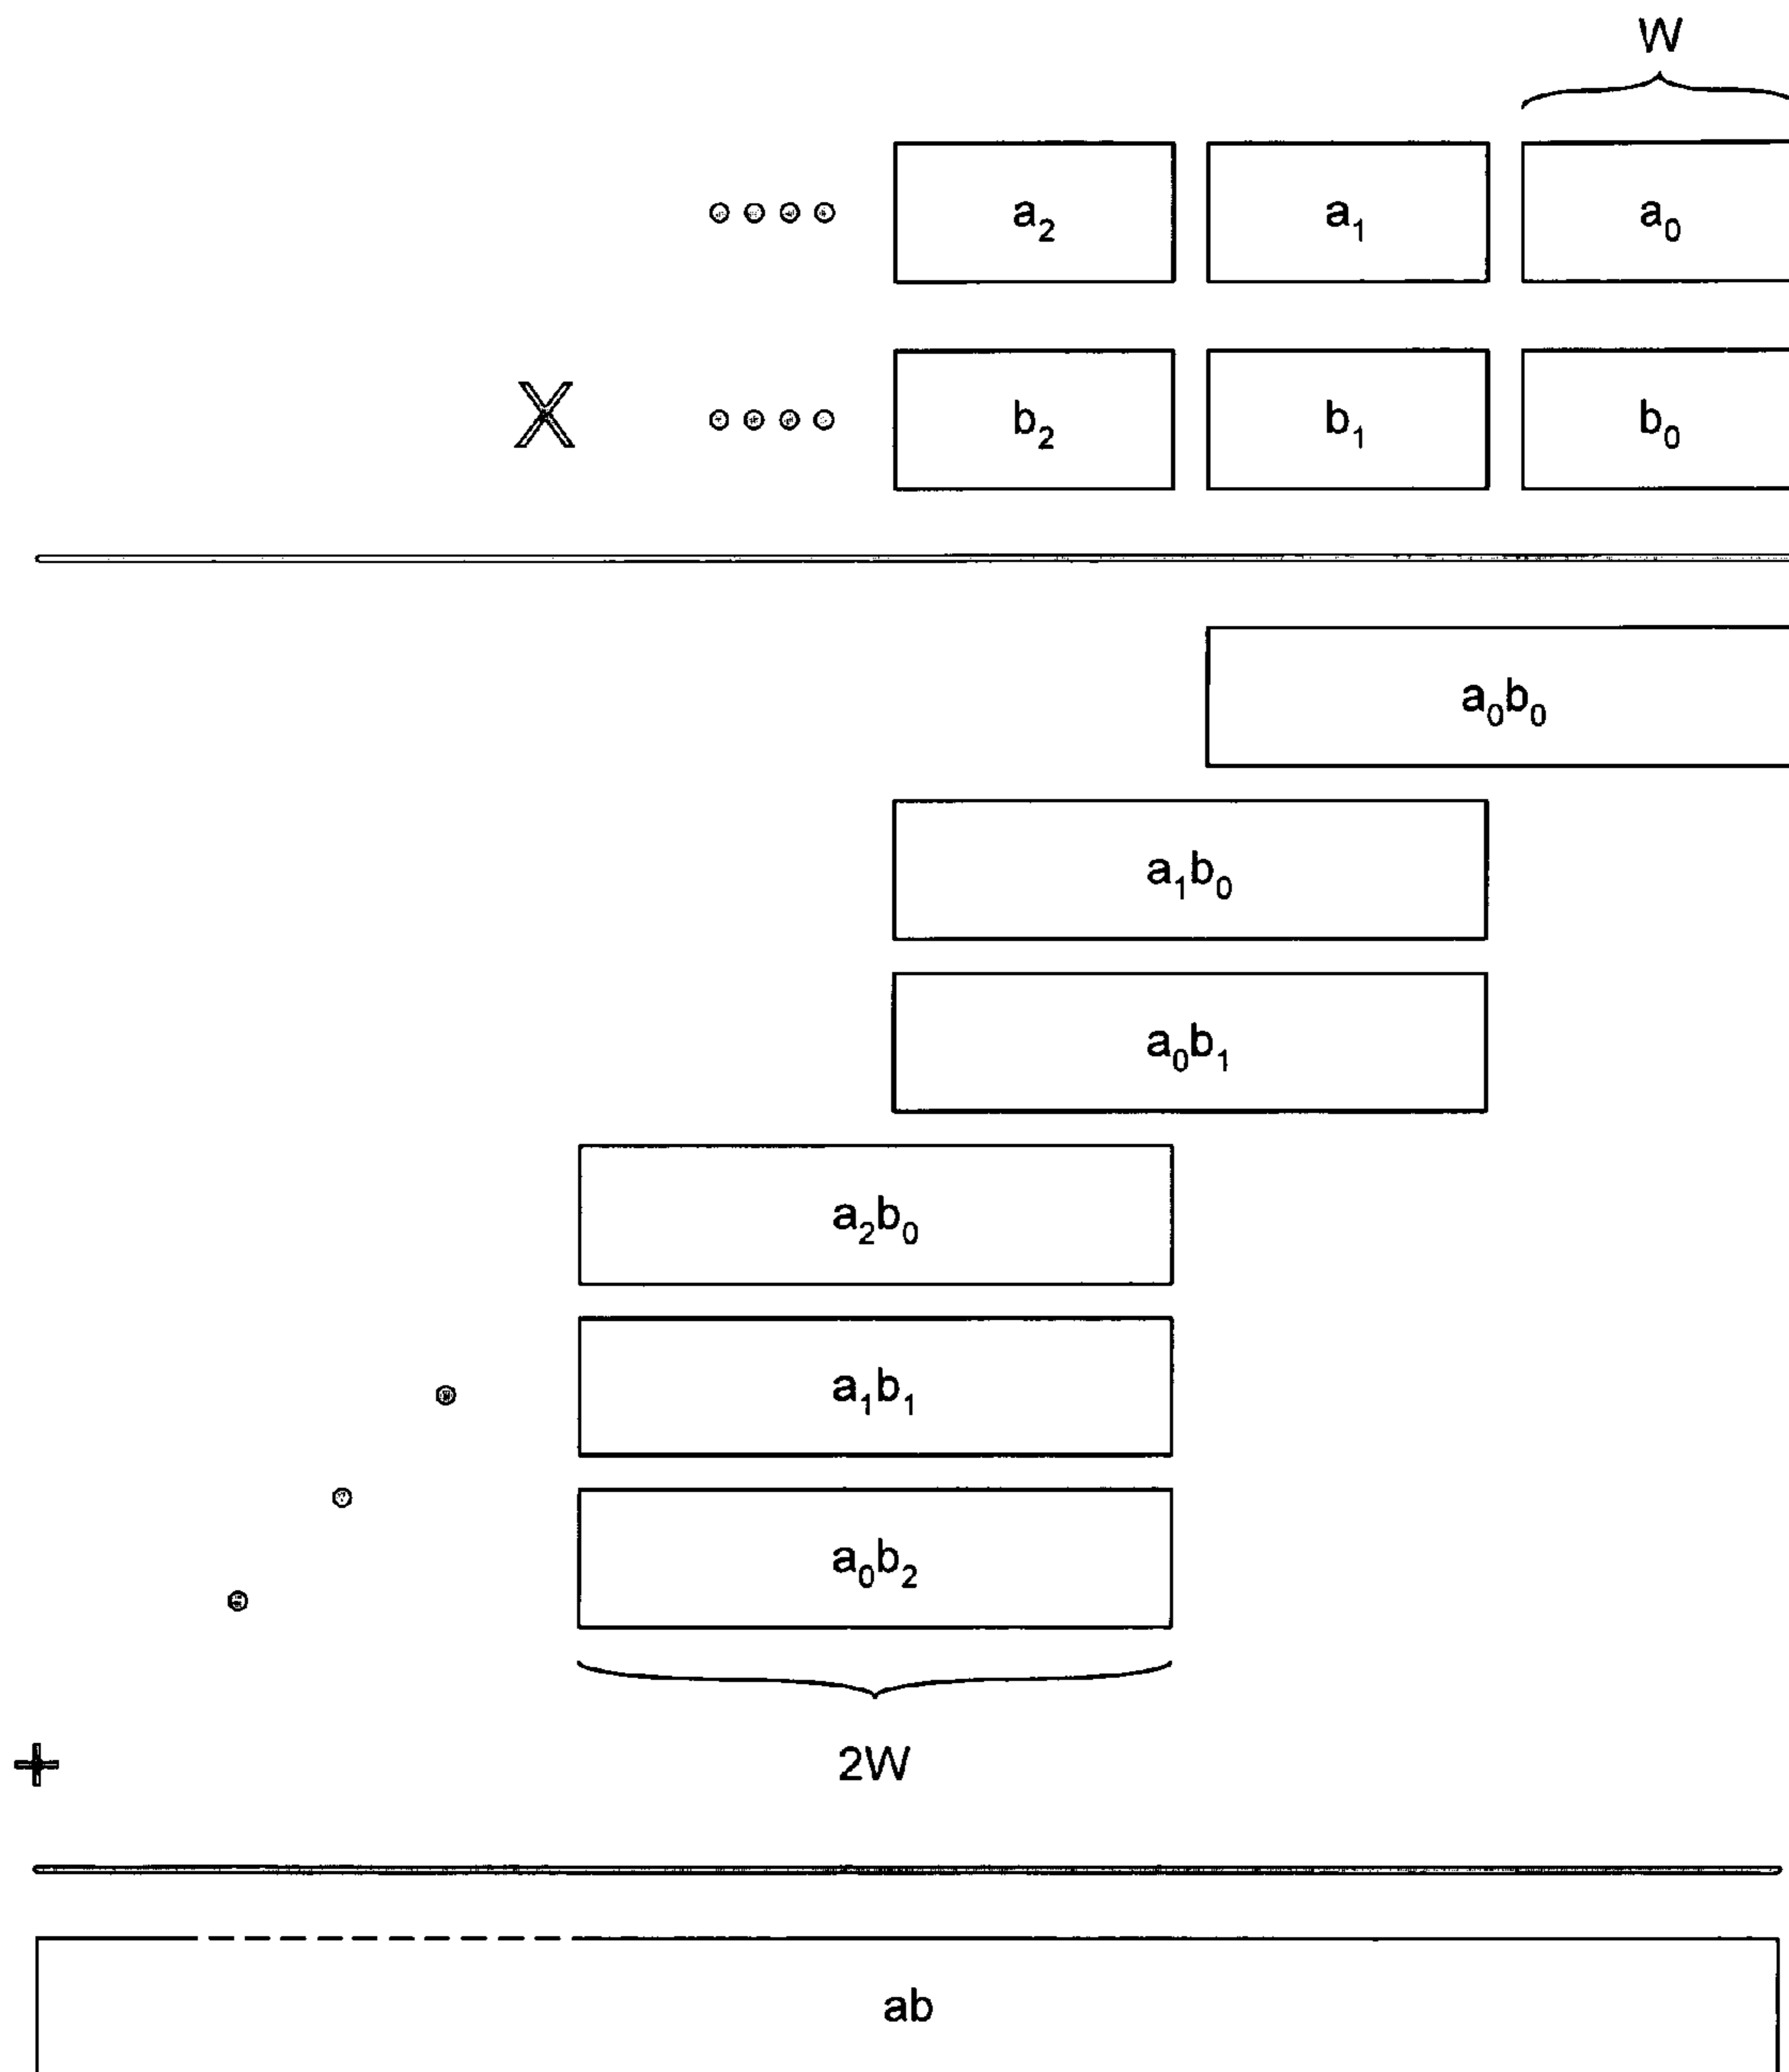 W
a₂ a₁ a₀
X b₂ b₁ b₀
a₀b₀
a₁b₀
a₀b₁
a₂b₀
a₁b₁
a₀b₂
+ 2W
ab